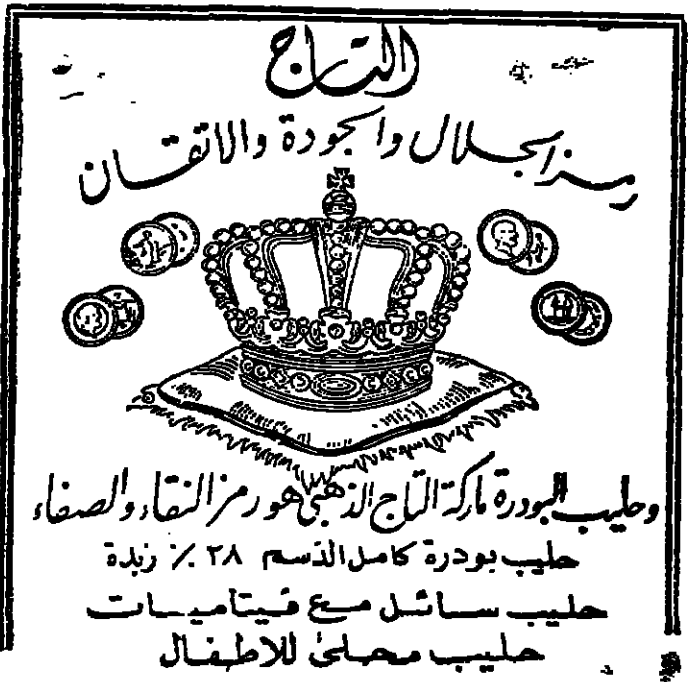 التاج
رمز الجلال والجودة والاتقان
وحليب البودرة ماركة التاج الذهبي هو رمز النقاء والصفاء
حليب بودرة كامل الدسم ٢٨ ٪ زبدة
حليب سائل مع فيتاميات
حليب محلى للاطفال